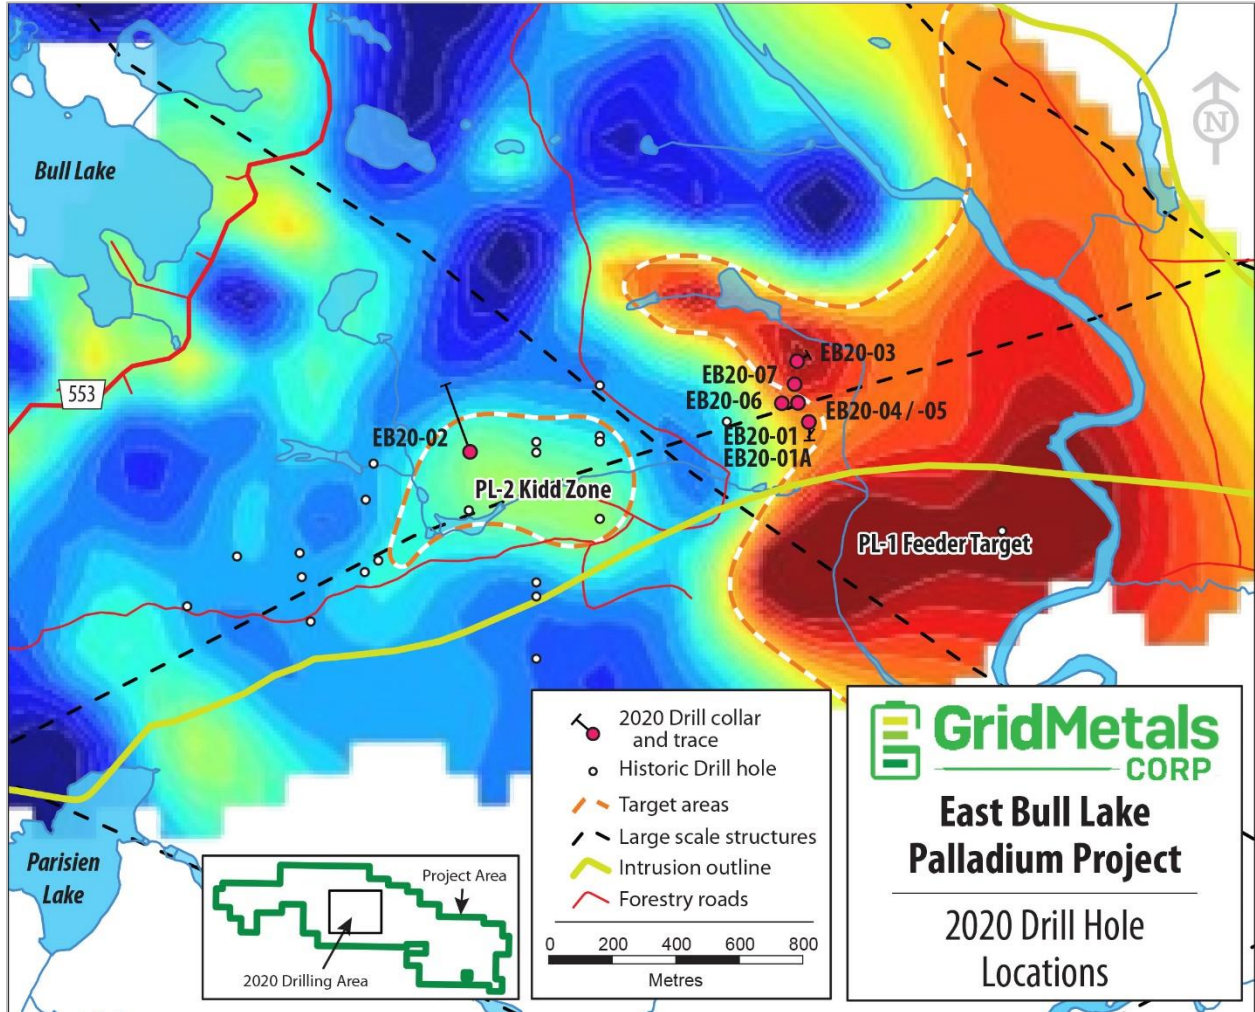 Bull Lake
N
553
EB20-03
EB20-07
EB20-06
EB20-04 / -05
EB20-02
EB20-01
EB20-01A
PL-2 Kidd Zone
PL-1 Feeder Target
Parisien
Lake
Project Area
2020 Drilling Area
2020 Drill collar
and trace
Historic Drill hole
Target areas
Large scale structures
Intrusion outline
Forestry roads
0 200 400 600 800
Metres
GridMetals
CORP
East Bull Lake
Palladium Project
2020 Drill Hole
Locations